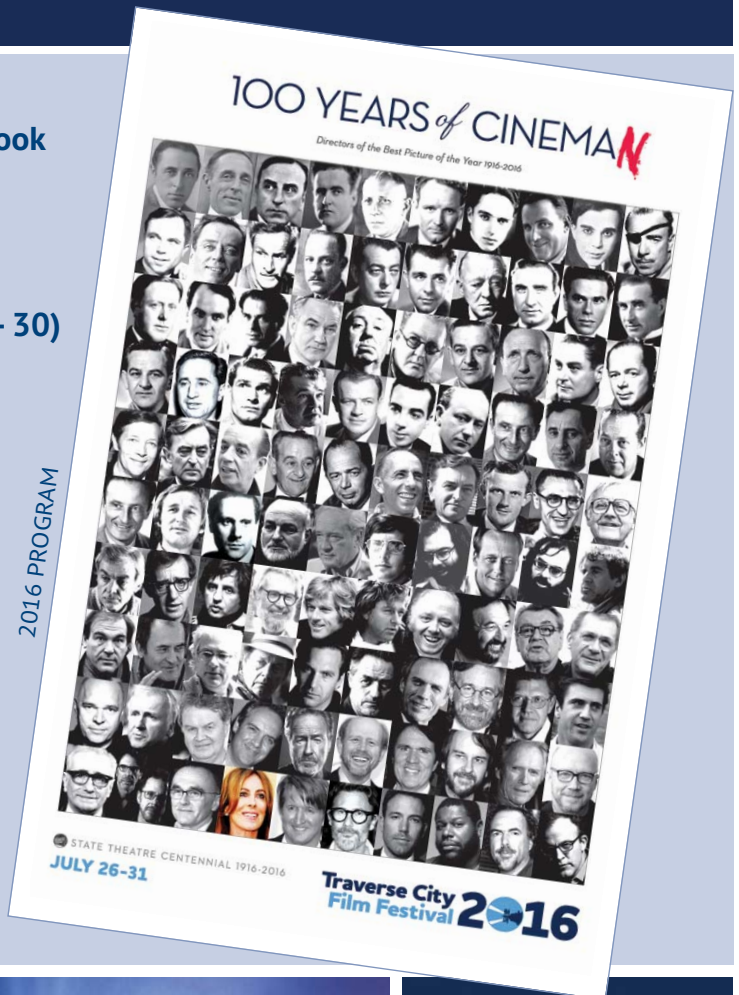 ook
- 30)
2016 PROGRAM
100 YEARS of CINEMAN
Directors of the Best Picture of the Year 1916-2016
STATE THEATRE CENTENNIAL 1916-2016
JULY 26-31
Traverse City
Film Festival 2016